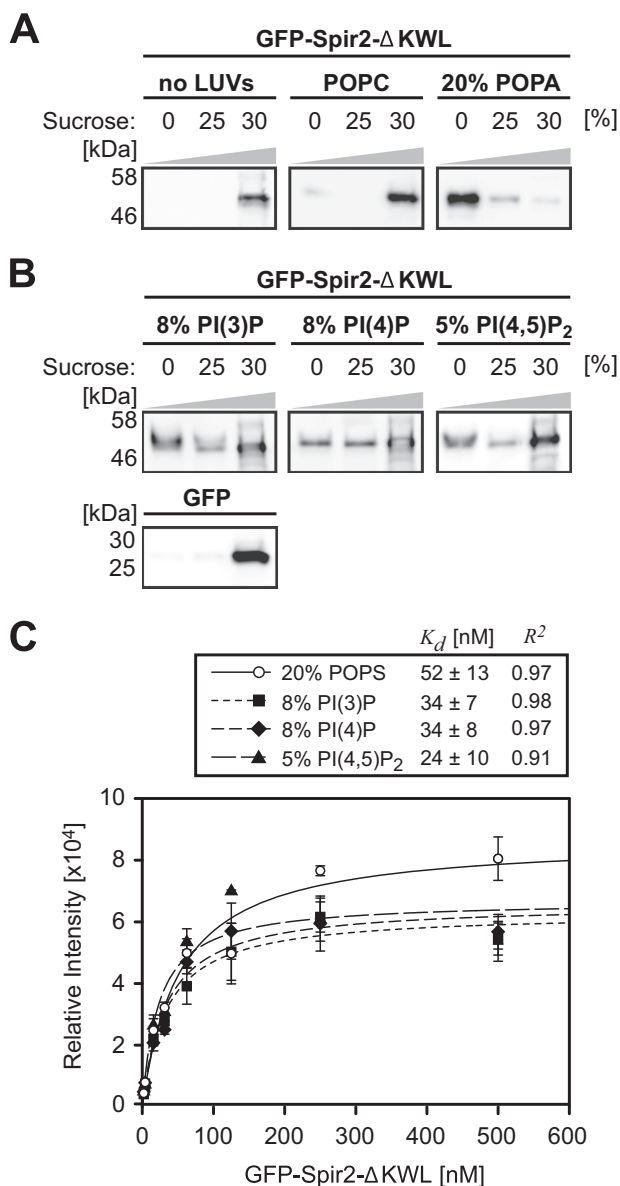 A
GFP-Spir2-Δ KWL
no LUVs POPC 20% POPA
Sucrose: 0 25 30 0 25 30 0 25 30 [%]
[kDa]
58
46
B
GFP-Spir2-Δ KWL
8% PI(3)P 8% PI(4)P 5% PI(4,5)P₂
Sucrose: 0 25 30 0 25 30 0 25 30 [%]
[kDa]
58
46
GFP
[kDa]
30
25
C
K_d [nM] R²
20% POPS 52 ± 13 0.97
8% PI(3)P 34 ± 7 0.98
8% PI(4)P 34 ± 8 0.97
5% PI(4,5)P₂ 24 ± 10 0.91
Relative Intensity [x10⁴]
10
8
6
4
2
0
0 100 200 300 400 500 600
GFP-Spir2-ΔKWL [nM]